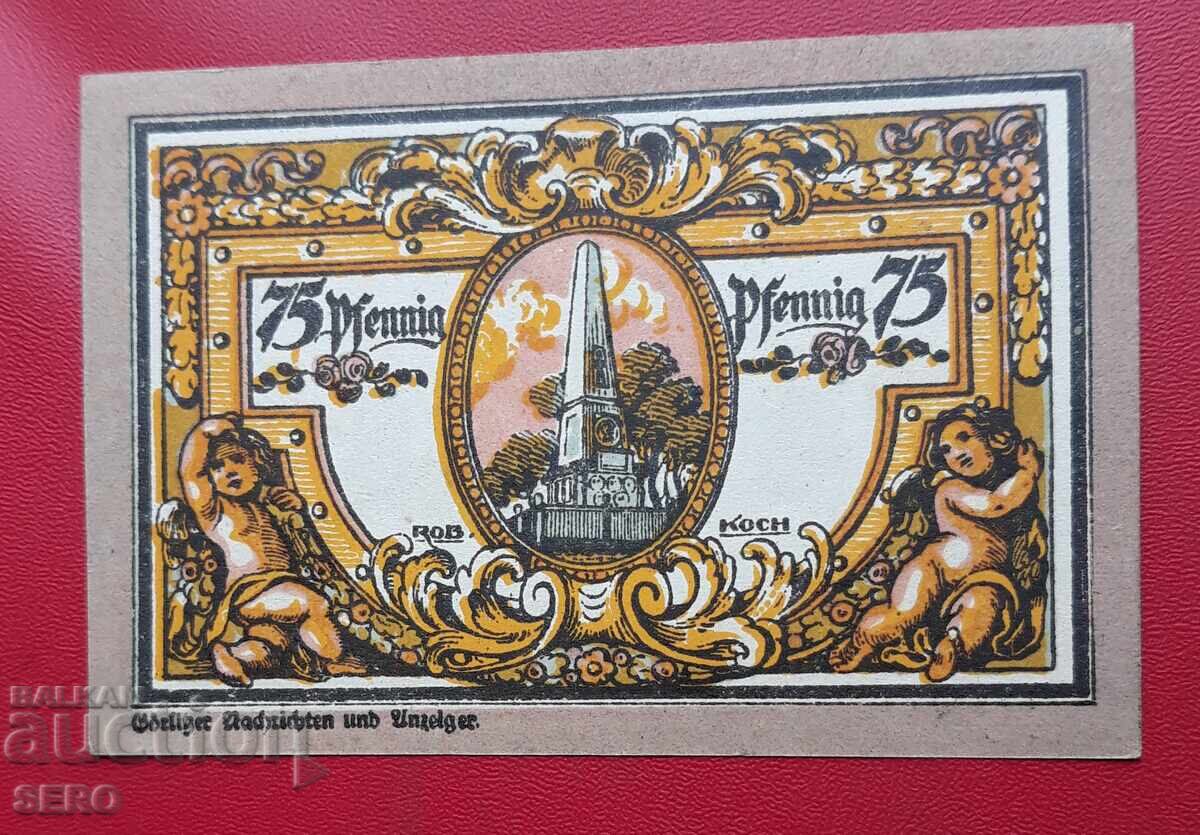 75 Pfennig
Pfennig 75
ROB. KOCH
Görlitzer Nachrichten und Anzeiger.
BALKAN
auction
SERO